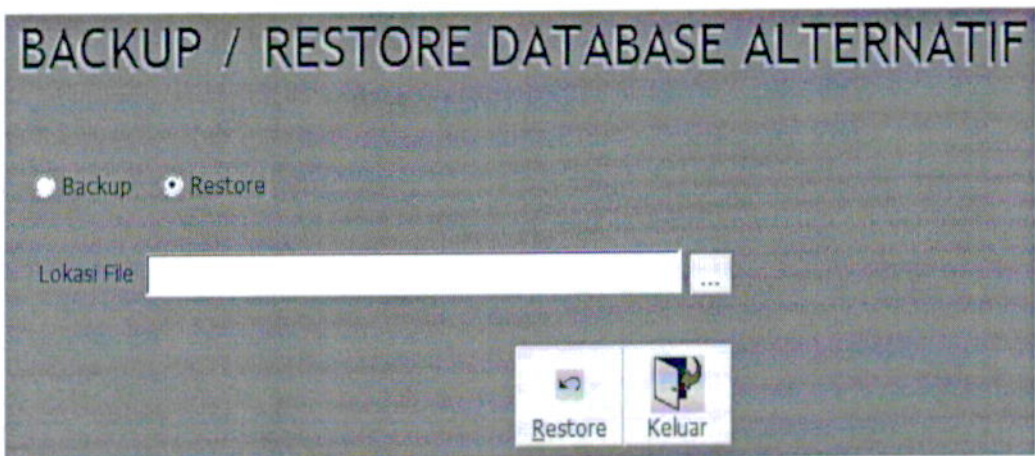 BACKUP / RESTORE DATABASE ALTERNATIF
Backup Restore
Lokasi File ...
Restore Keluar